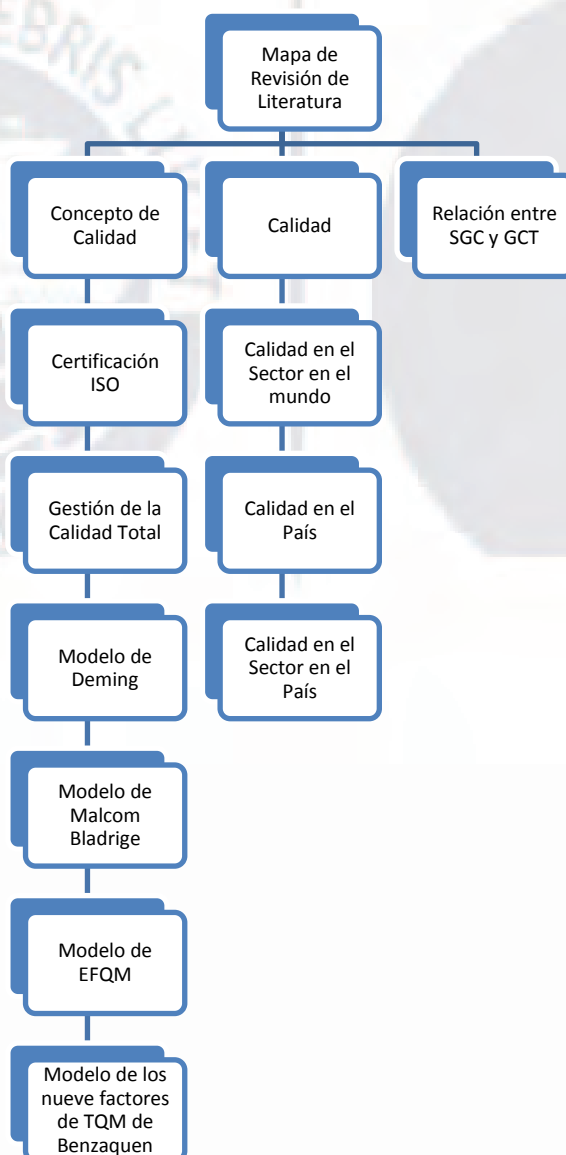 Mapa de
Revisión de
Literatura
Concepto de
Calidad
Calidad
Relación entre
SGC y GCT
Certificación
ISO
Calidad en el
Sector en el
mundo
Gestión de la
Calidad Total
Calidad en el
País
Modelo de
Deming
Calidad en el
Sector en el
País
Modelo de
Malcom
Bladrige
Modelo de
EFQM
Modelo de los
nueve factores
de TQM de
Benzaquen